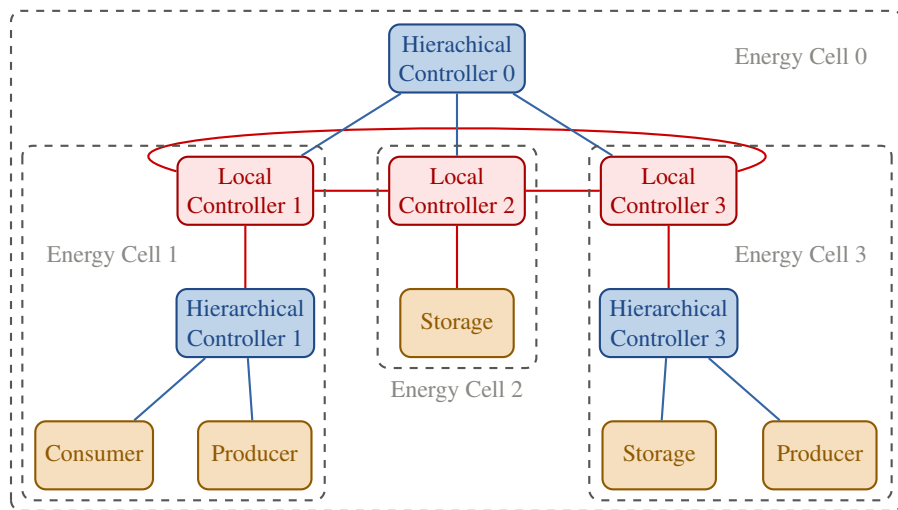 Hierachical
Controller 0
Energy Cell 0
Local
Controller 1
Local
Controller 2
Local
Controller 3
Energy Cell 1
Energy Cell 3
Hierarchical
Controller 1
Storage
Hierarchical
Controller 3
Energy Cell 2
Consumer
Producer
Storage
Producer